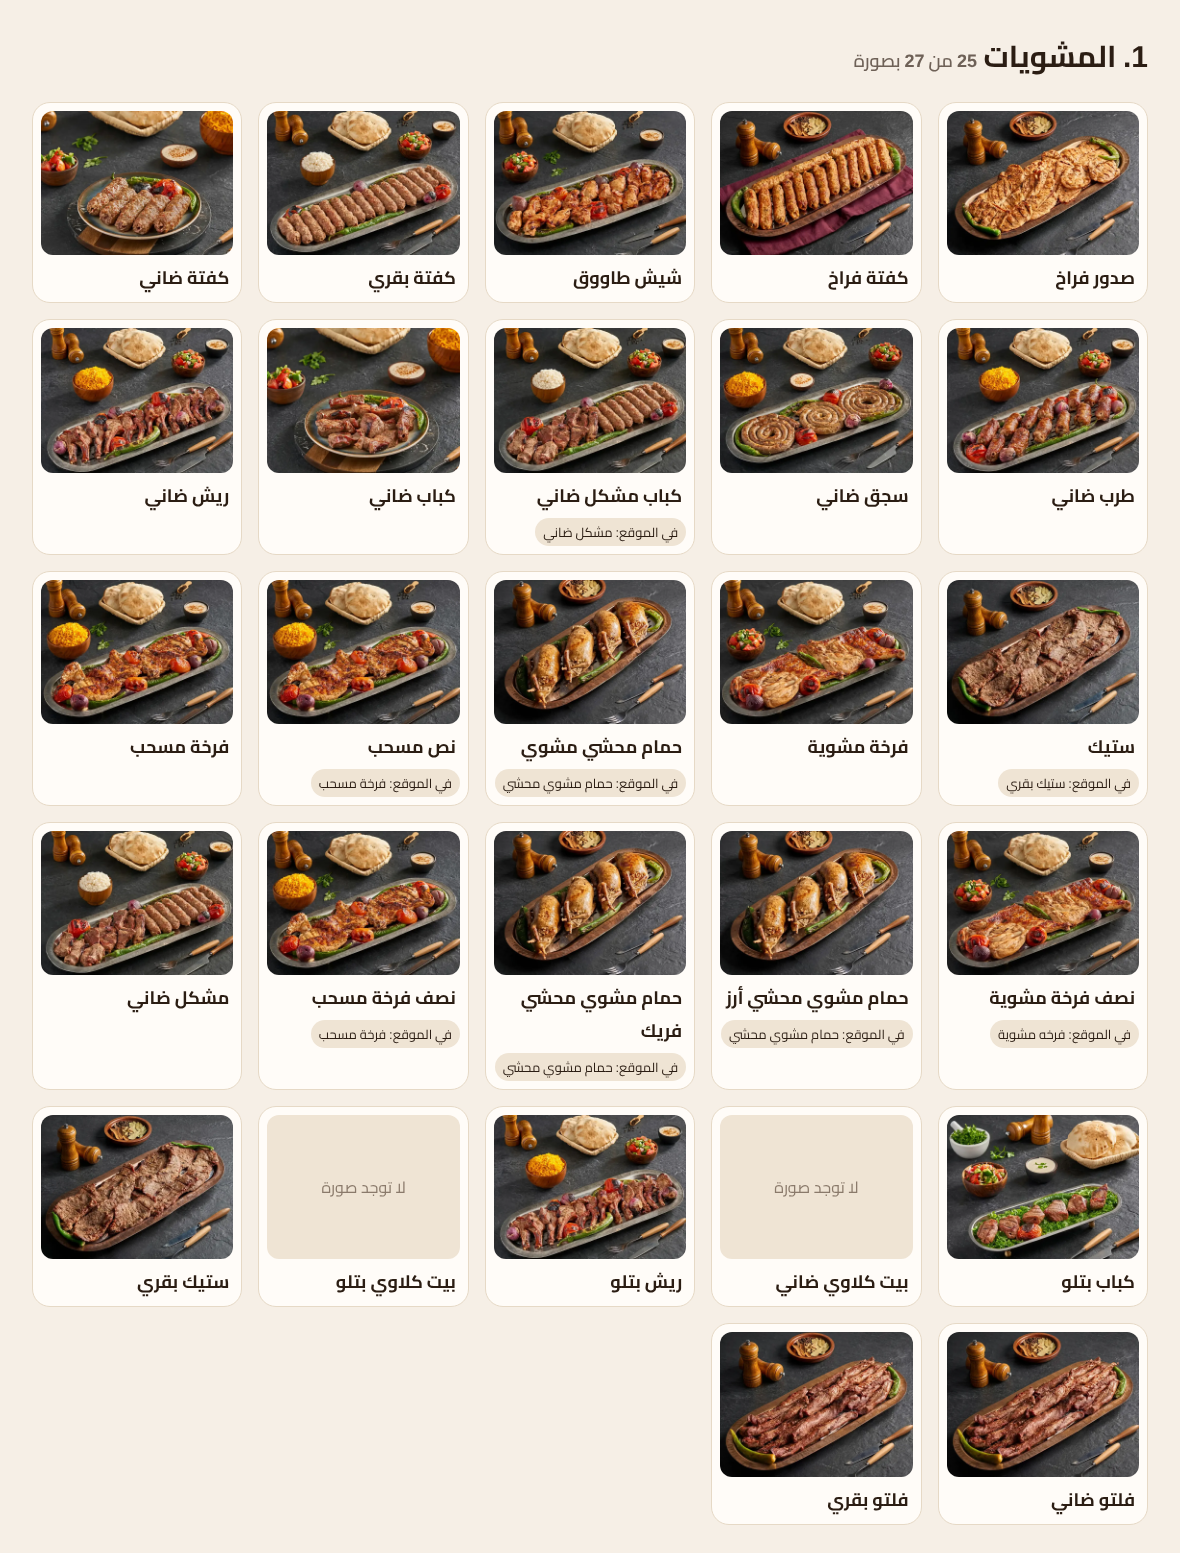 1. المشويات 25 من 27 بصورة
صدور فراخ
كفتة فراخ
شيش طاووق
كفتة بقري
كفتة ضاني
طرب ضاني
سجق ضاني
كباب مشكل ضاني
في الموقع: مشكل ضاني
كباب ضاني
ريش ضاني
ستيك
في الموقع: ستيك بقري
فرخة مشوية
حمام محشي مشوي
في الموقع: حمام مشوي محشي
نص مسحب
في الموقع: فرخة مسحب
فرخة مسحب
نصف فرخة مشوية
في الموقع: فرخه مشوية
حمام مشوي محشي أرز
في الموقع: حمام مشوي محشي
حمام مشوي محشي
فريك
في الموقع: حمام مشوي محشي
نصف فرخة مسحب
في الموقع: فرخة مسحب
مشكل ضاني
كباب بتلو
لا توجد صورة
بيت كلاوي ضاني
ريش بتلو
لا توجد صورة
بيت كلاوي بتلو
ستيك بقري
فلتو ضاني
فلتو بقري